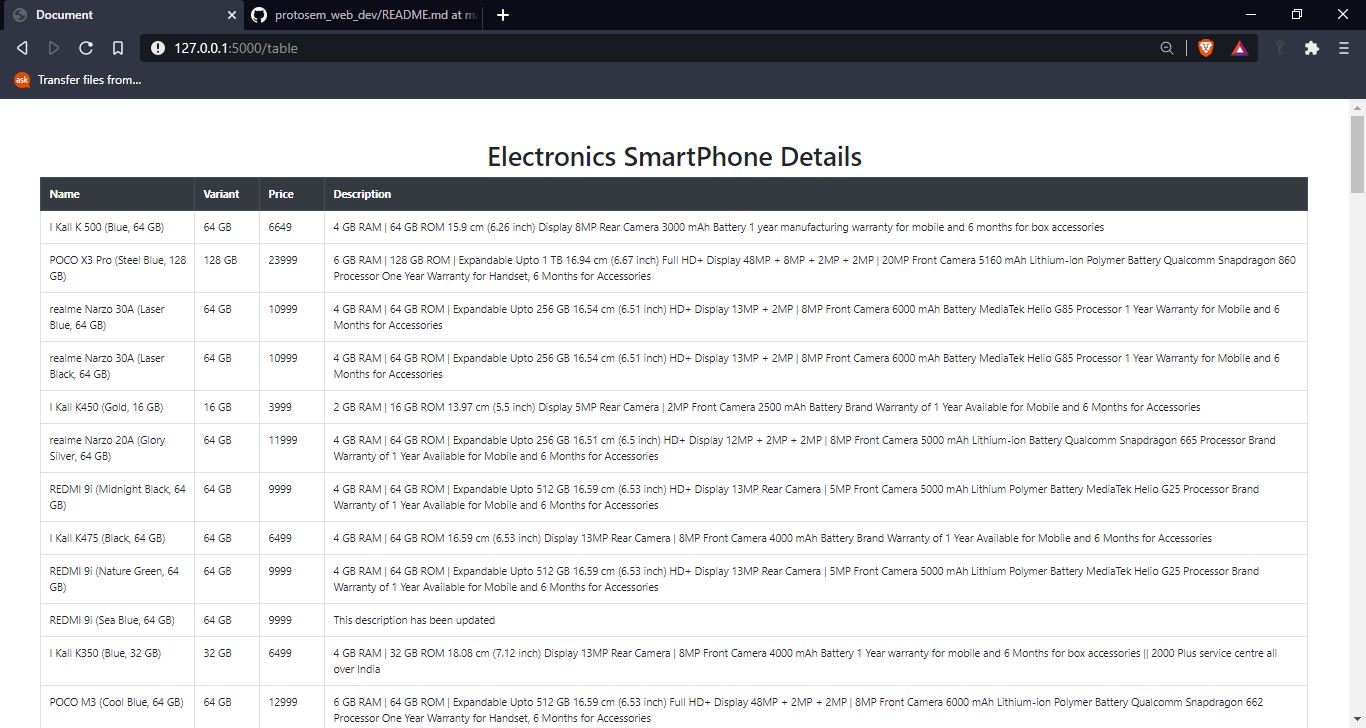 Document
protosem_web_dev/README.md at ma
127.0.0.1:5000/table
ask Transfer files from...
Electronics SmartPhone Details
Name Variant Price Description
I Kall K 500 (Blue, 64 GB) 64 GB 6649 4 GB RAM | 64 GB ROM 15.9 cm (6.26 inch) Display 8MP Rear Camera 3000 mAh Battery 1 year manufacturing warranty for mobile and 6 months for box accessories
POCO X3 Pro (Steel Blue, 128 128 GB 23999 6 GB RAM | 128 GB ROM | Expandable Upto 1 TB 16.94 cm (6.67 inch) Full HD+ Display 48MP + 8MP + 2MP + 2MP | 20MP Front Camera 5160 mAh Lithium-ion Polymer Battery Qualcomm Snapdragon 860
GB) Processor One Year Warranty for Handset, 6 Months for Accessories
realme Narzo 30A (Laser 64 GB 10999 4 GB RAM | 64 GB ROM | Expandable Upto 256 GB 16.54 cm (6.51 inch) HD+ Display 13MP + 2MP | 8MP Front Camera 6000 mAh Battery MediaTek Helio G85 Processor 1 Year Warranty for Mobile and 6
Blue, 64 GB) Months for Accessories
realme Narzo 30A (Laser 64 GB 10999 4 GB RAM | 64 GB ROM | Expandable Upto 256 GB 16.54 cm (6.51 inch) HD+ Display 13MP + 2MP | 8MP Front Camera 6000 mAh Battery MediaTek Helio G85 Processor 1 Year Warranty for Mobile and 6
Black, 64 GB) Months for Accessories
I Kall K450 (Gold, 16 GB) 16 GB 3999 2 GB RAM | 16 GB ROM 13.97 cm (5.5 inch) Display 5MP Rear Camera | 2MP Front Camera 2500 mAh Battery Brand Warranty of 1 Year Available for Mobile and 6 Months for Accessories
realme Narzo 20A (Glory 64 GB 11999 4 GB RAM | 64 GB ROM | Expandable Upto 256 GB 16.51 cm (6.5 inch) HD+ Display 12MP + 2MP + 2MP | 8MP Front Camera 5000 mAh Lithium-ion Battery Qualcomm Snapdragon 665 Processor Brand
Silver, 64 GB) Warranty of 1 Year Available for Mobile and 6 Months for Accessories
REDMI 9i (Midnight Black, 64 64 GB 9999 4 GB RAM | 64 GB ROM | Expandable Upto 512 GB 16.59 cm (6.53 inch) HD+ Display 13MP Rear Camera | 5MP Front Camera 5000 mAh Lithium Polymer Battery MediaTek Helio G25 Processor Brand
GB) Warranty of 1 Year Available for Mobile and 6 Months for Accessories
I Kall K475 (Black, 64 GB) 64 GB 6499 4 GB RAM | 64 GB ROM 16.59 cm (6.53 inch) Display 13MP Rear Camera | 8MP Front Camera 4000 mAh Battery Brand Warranty of 1 Year Available for Mobile and 6 Months for Accessories
REDMI 9i (Nature Green, 64 64 GB 9999 4 GB RAM | 64 GB ROM | Expandable Upto 512 GB 16.59 cm (6.53 inch) HD+ Display 13MP Rear Camera | 5MP Front Camera 5000 mAh Lithium Polymer Battery MediaTek Helio G25 Processor Brand
GB) Warranty of 1 Year Available for Mobile and 6 Months for Accessories
REDMI 9i (Sea Blue, 64 GB) 64 GB 9999 This description has been updated
I Kall K350 (Blue, 32 GB) 32 GB 6499 4 GB RAM | 32 GB ROM 18.08 cm (7.12 inch) Display 13MP Rear Camera | 8MP Front Camera 4000 mAh Battery 1 Year warranty for mobile and 6 Months for box accessories || 2000 Plus service centre all
over India
POCO M3 (Cool Blue, 64 GB) 64 GB 12999 6 GB RAM | 64 GB ROM | Expandable Upto 512 GB 16.59 cm (6.53 inch) Full HD+ Display 48MP + 2MP + 2MP | 8MP Front Camera 6000 mAh Lithium-ion Polymer Battery Qualcomm Snapdragon 662
Processor One Year Warranty for Handset, 6 Months for Accessories